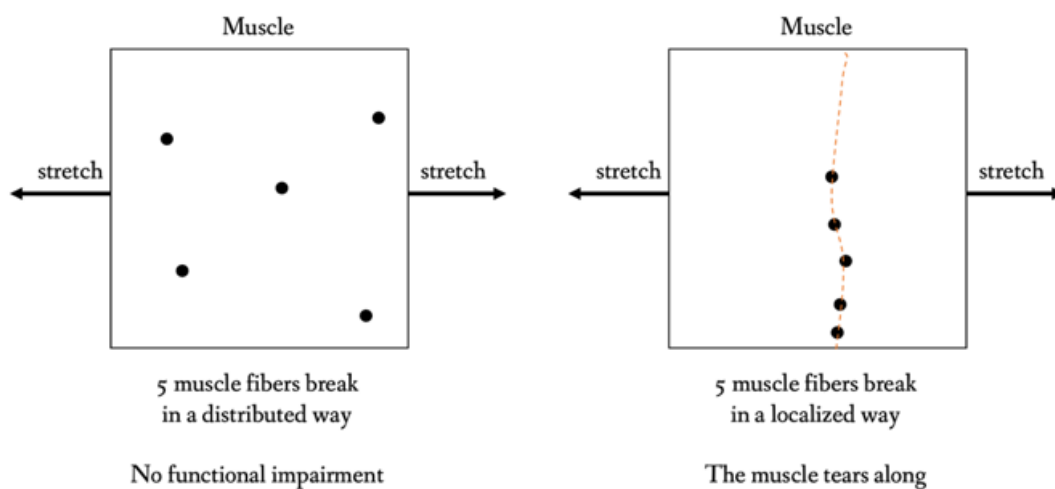 Muscle
stretch
stretch
5 muscle fibers break
in a distributed way
No functional impairment
Muscle
stretch
stretch
5 muscle fibers break
in a localized way
The muscle tears along